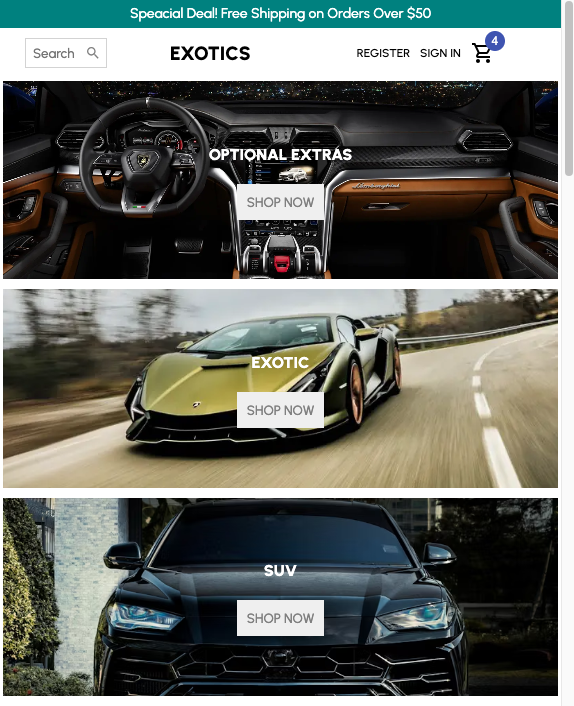 Speacial Deal! Free Shipping on Orders Over $50
Search
EXOTICS
REGISTER
SIGN IN
4
OPTIONAL EXTRAS
SHOP NOW
EXOTIC
SHOP NOW
SUV
SHOP NOW